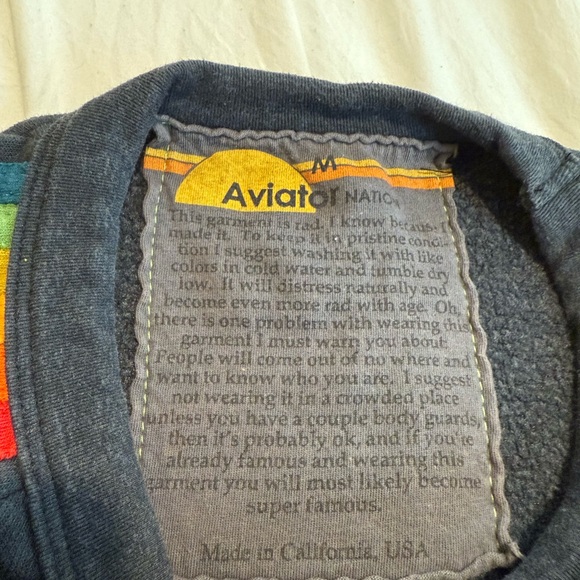 M
Aviator NATION
This garment is rad. I know because I
made it. To keep it in pristine condi-
tion I suggest washing it with like
colors in cold water and tumble dry
low. It will distress naturally and
become even more rad with age. Oh,
there is one problem with wearing this
garment I must warn you about.
People will come out of no where and
want to know who you are. I suggest
not wearing it in a crowded place
unless you have a couple body guards,
then it's probably ok, and if you're
already famous and wearing this
garment you will most likely become
super famous.
Made in California, USA